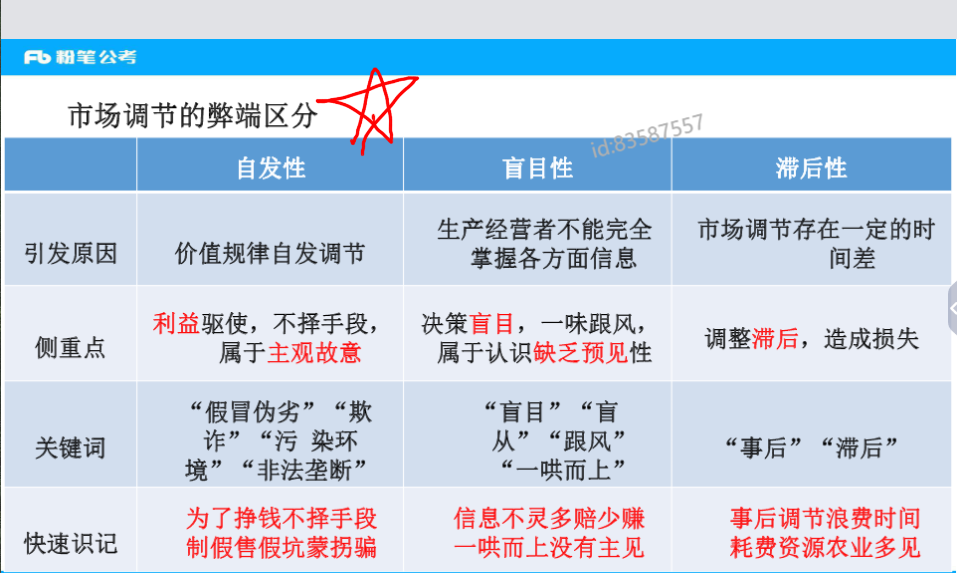 粉笔公考
市场调节的弊端区分
id:83587557
自发性
盲目性
滞后性
引发原因
价值规律自发调节
生产经营者不能完全
掌握各方面信息
市场调节存在一定的时
间差
侧重点
利益驱使，不择手段，
属于主观故意
决策盲目，一味跟风，
属于认识缺乏预见性
调整滞后，造成损失
关键词
“假冒伪劣”“欺
诈”“污 染环
境”“非法垄断”
“盲目”“盲
从”“跟风”
“一哄而上”
“事后”“滞后”
快速识记
为了挣钱不择手段
制假售假坑蒙拐骗
信息不灵多赔少赚
一哄而上没有主见
事后调节浪费时间
耗费资源农业多见